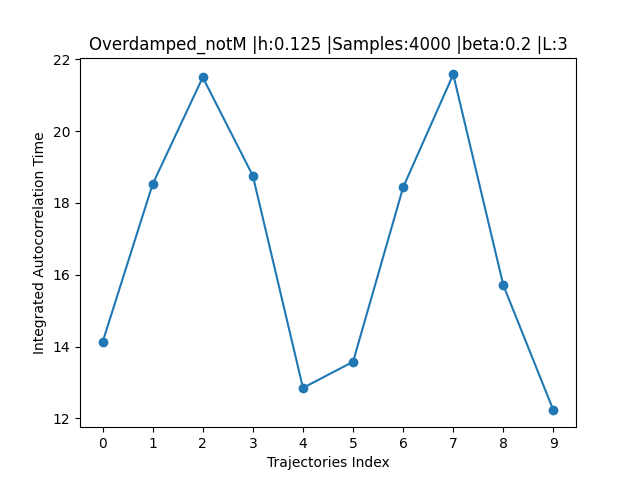 Overdamped_notM |h:0.125 |Samples:4000 |beta:0.2 |L:3
22
20
18
16
14
12
Integrated Autocorrelation Time
0 1 2 3 4 5 6 7 8 9
Trajectories Index